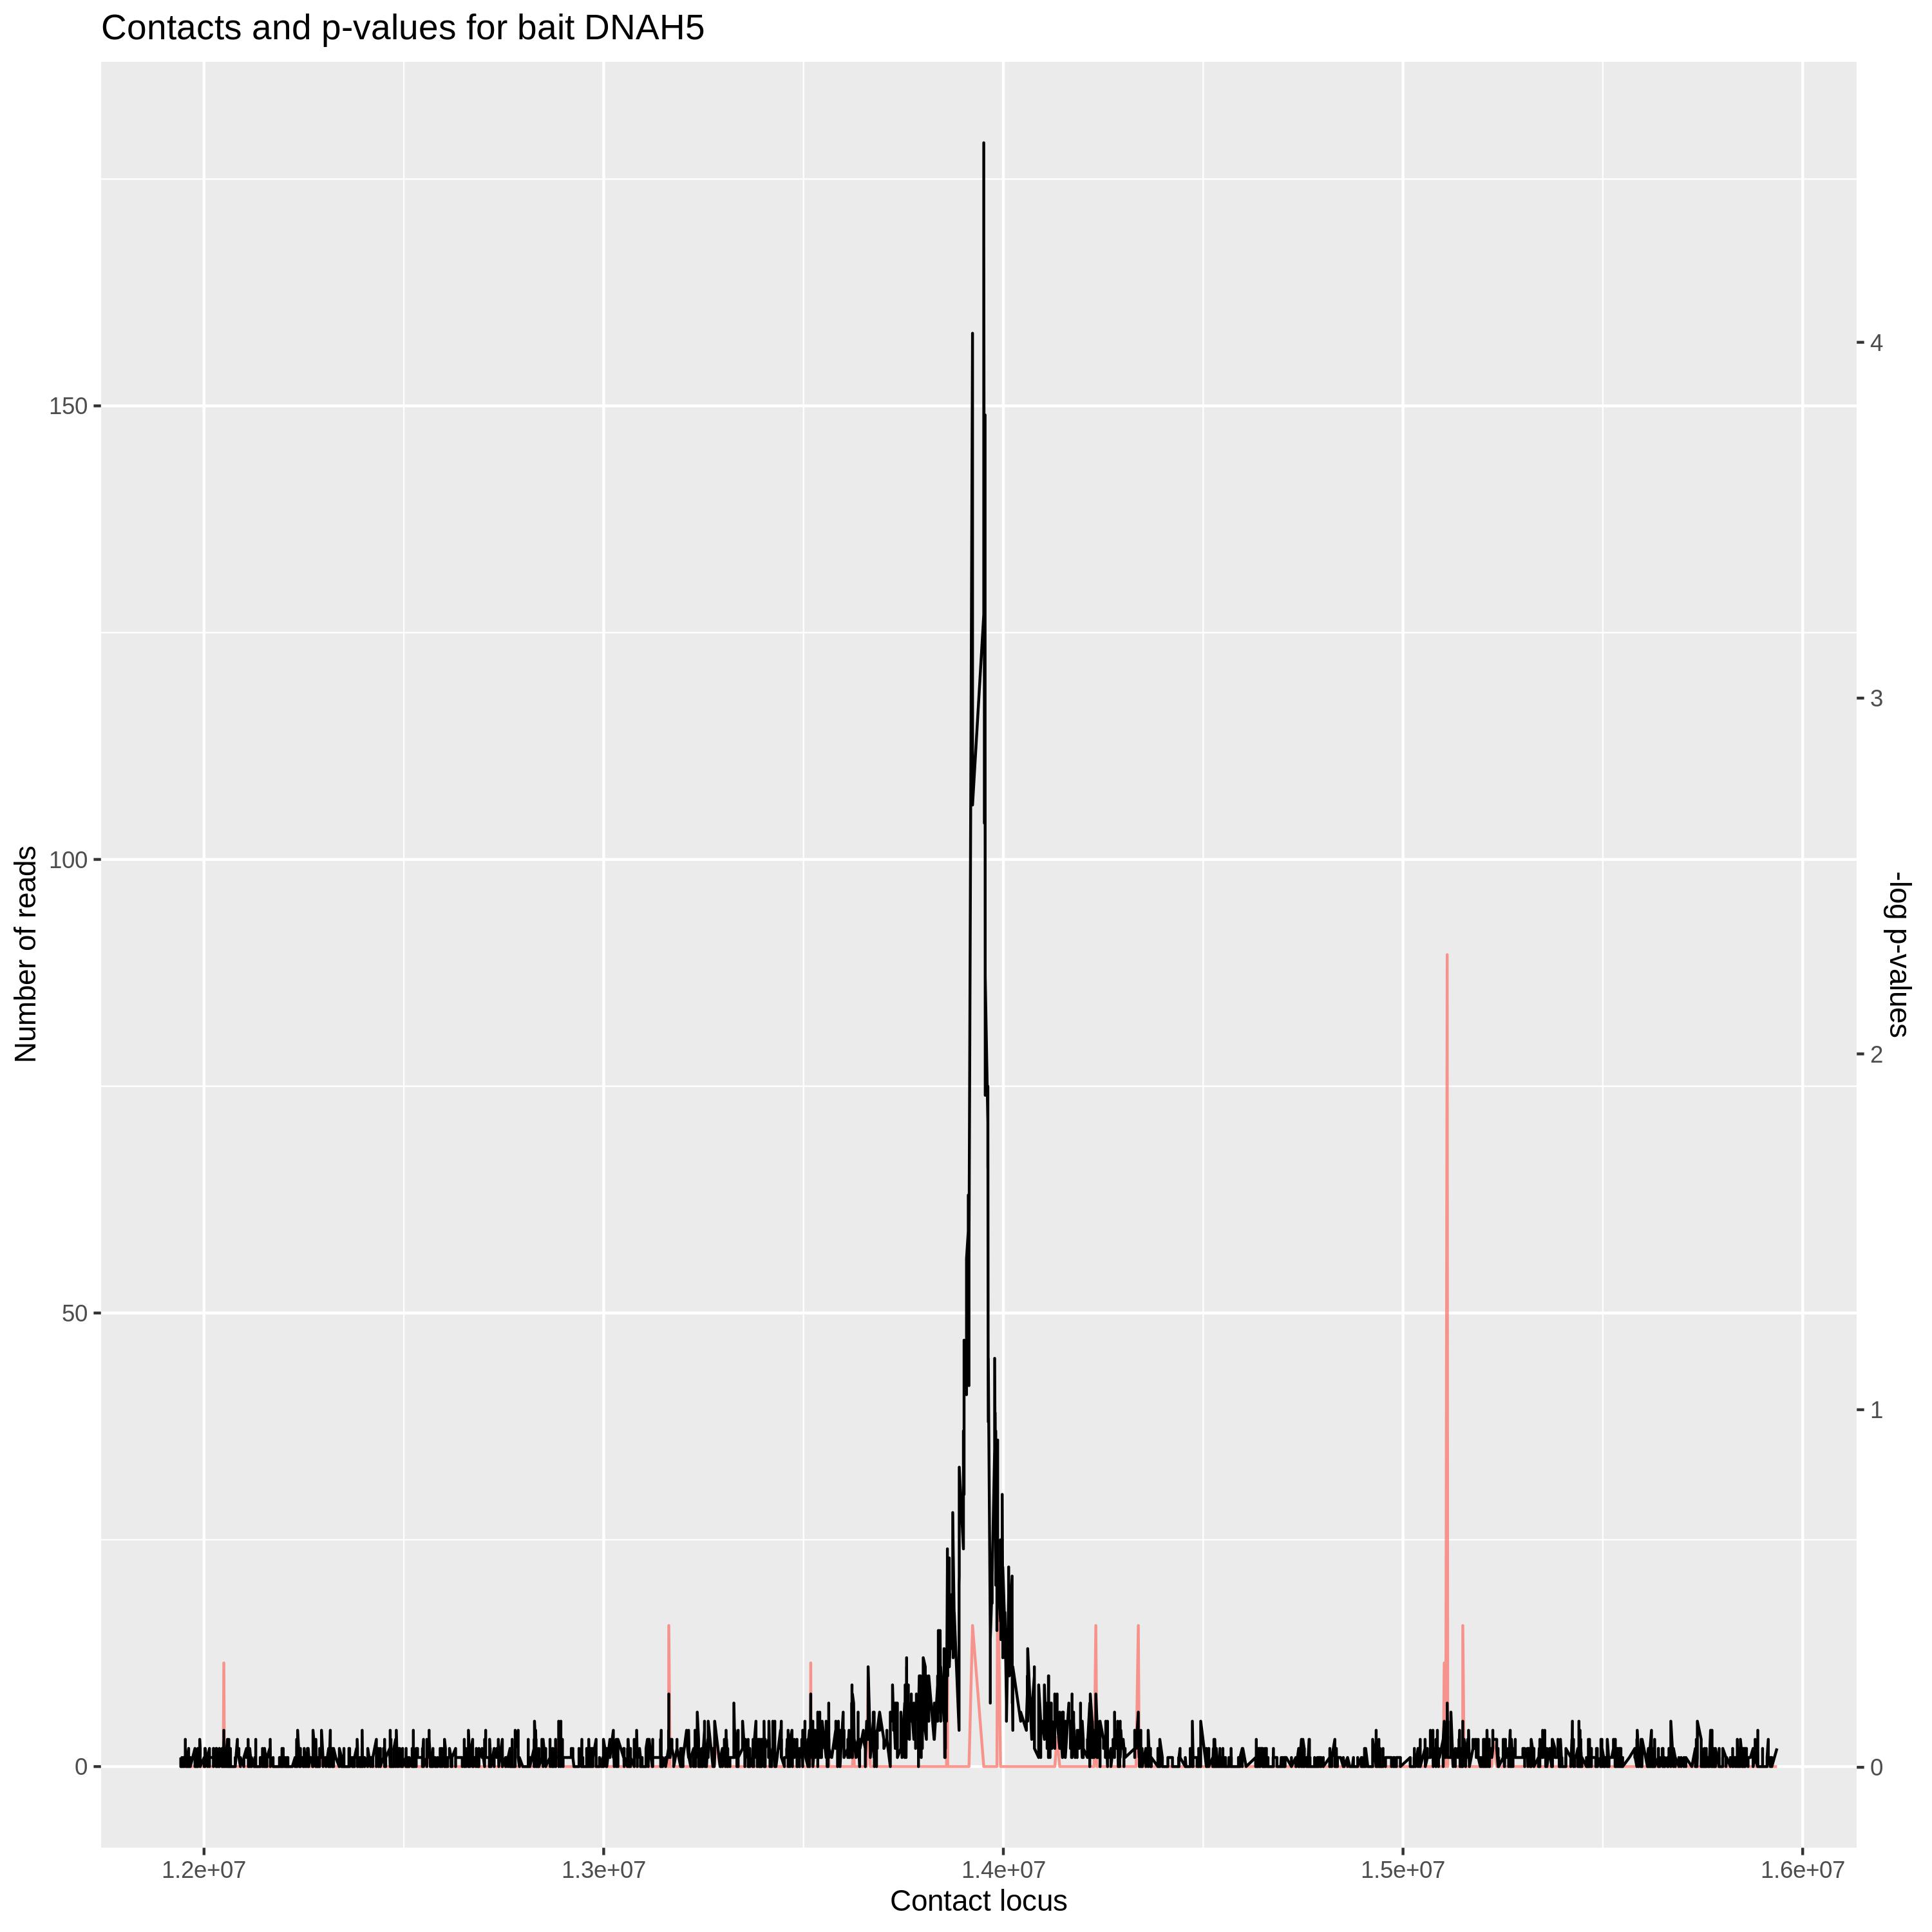 Contacts and p-values for bait DNAH5
Number of reads
150
100
50
0
4
3
2
1
0
-log p-values
1.2e+07
1.3e+07
1.4e+07
1.5e+07
1.6e+07
Contact locus